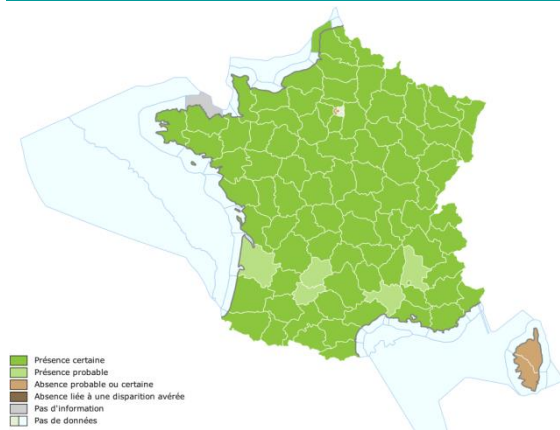 Présence certaine
Présence probable
Absence probable ou certaine
Absence liée à une disparition avérée
Pas d'information
Pas de données